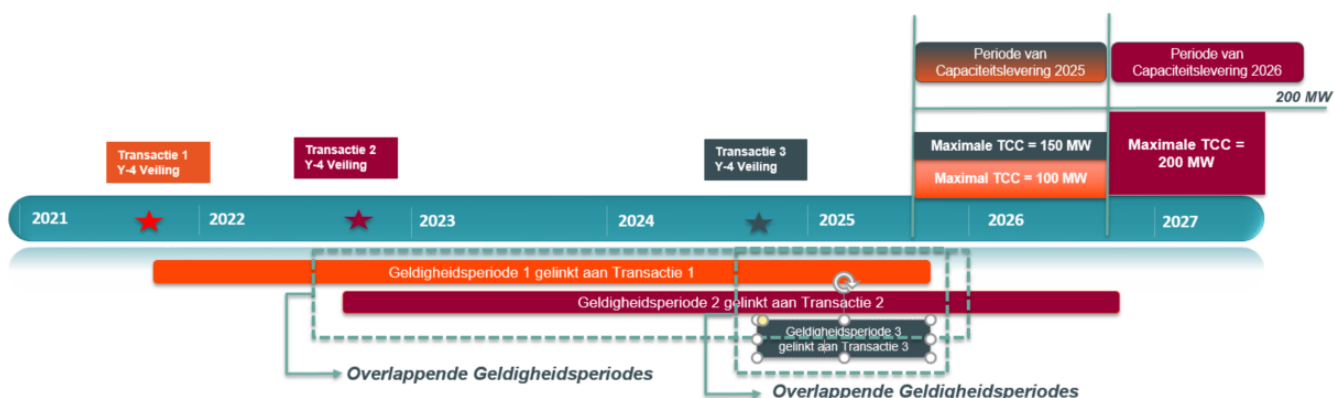 Periode van
Capaciteitslevering 2025
Periode van
Capaciteitslevering 2026
200 MW
Transactie 1
Y-4 Veiling
Transactie 2
Y-4 Veiling
Transactie 3
Y-4 Veiling
Maximale TCC = 150 MW
Maximal TCC = 100 MW
Maximale TCC =
200 MW
2021
2022
2023
2024
2025
2026
2027
Geldigheidsperiode 1 gelinkt aan Transactie 1
Geldigheidsperiode 2 gelinkt aan Transactie 2
Geldigheidsperiode 3
gelinkt aan Transactie 3
Overlappende Geldigheidsperiodes
Overlappende Geldigheidsperiodes